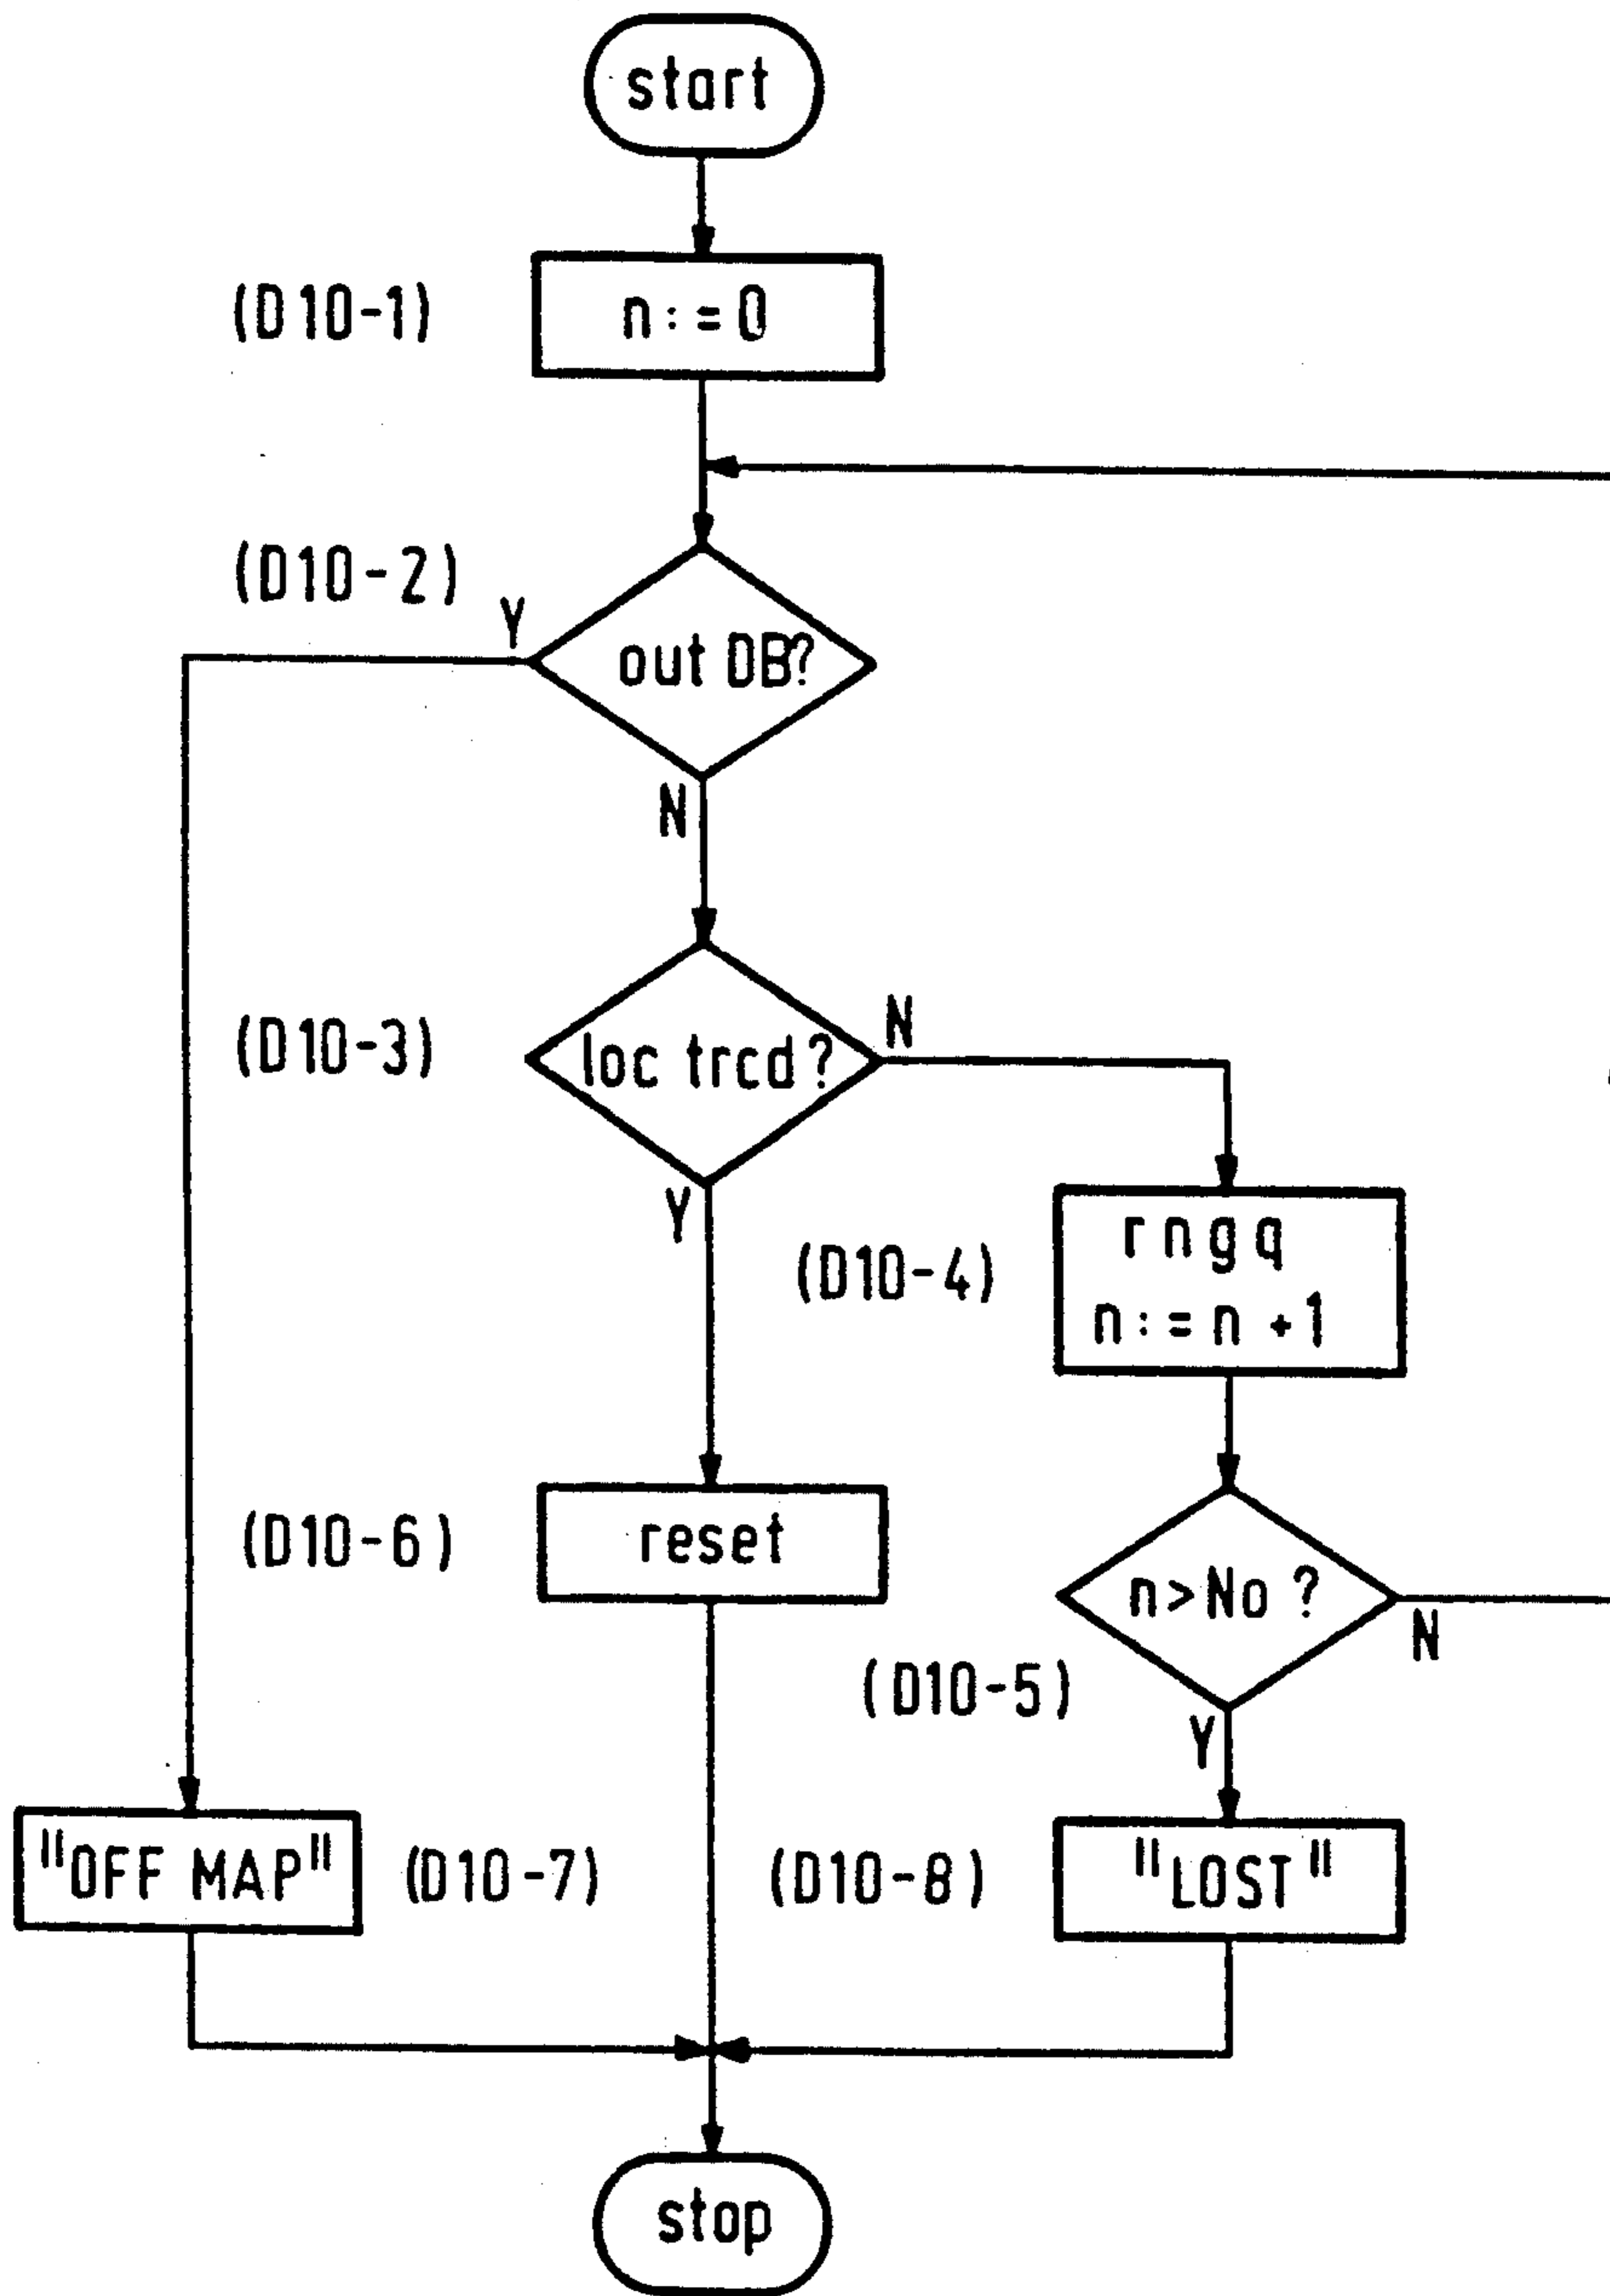 start
(D10-1)
n:=0
(D10-2)
Y
out DB?
N
(D10-3)
loc trcd?
N
Y
(D10-4)
rngq
n:=n+1
(D10-6)
reset
n>No ?
N
(D10-5)
Y
"OFF MAP"
(D10-7)
(D10-8)
"LOST"
stop